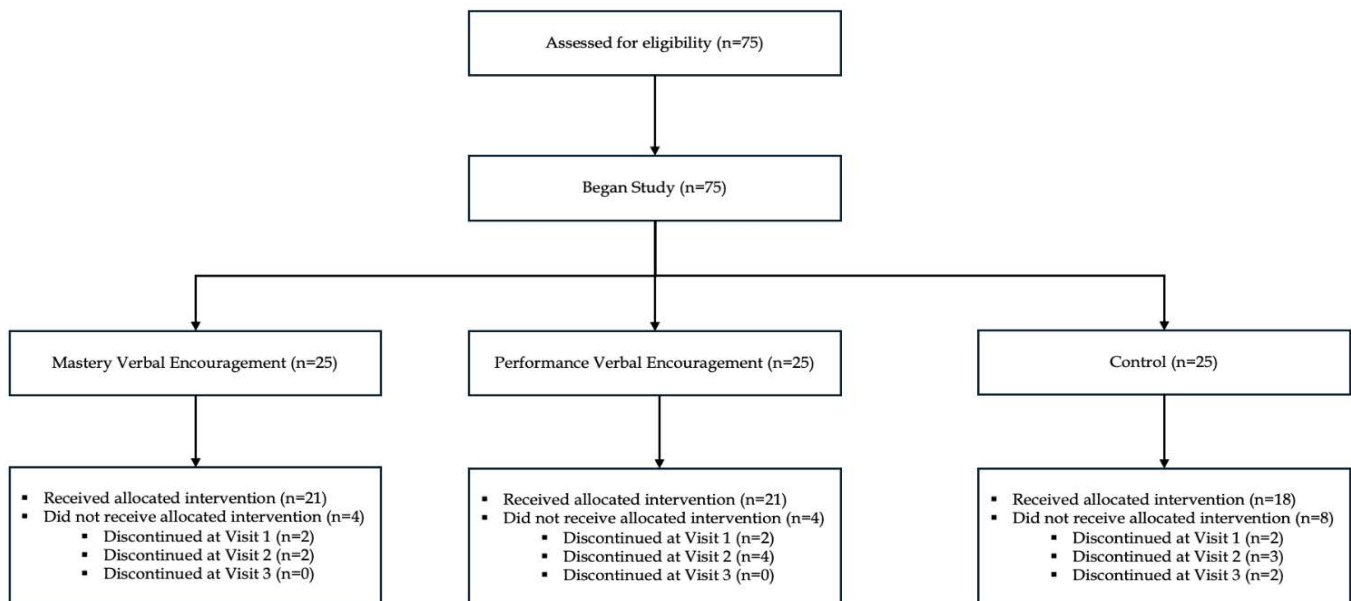 Assessed for eligibility (n=75)
Began Study (n=75)
Mastery Verbal Encouragement (n=25)
Performance Verbal Encouragement (n=25)
Control (n=25)
▪ Received allocated intervention (n=21)
▪ Did not receive allocated intervention (n=4)
▪ Discontinued at Visit 1 (n=2)
▪ Discontinued at Visit 2 (n=2)
▪ Discontinued at Visit 3 (n=0)
▪ Received allocated intervention (n=21)
▪ Did not receive allocated intervention (n=4)
▪ Discontinued at Visit 1 (n=2)
▪ Discontinued at Visit 2 (n=4)
▪ Discontinued at Visit 3 (n=0)
▪ Received allocated intervention (n=18)
▪ Did not receive allocated intervention (n=8)
▪ Discontinued at Visit 1 (n=2)
▪ Discontinued at Visit 2 (n=3)
▪ Discontinued at Visit 3 (n=2)